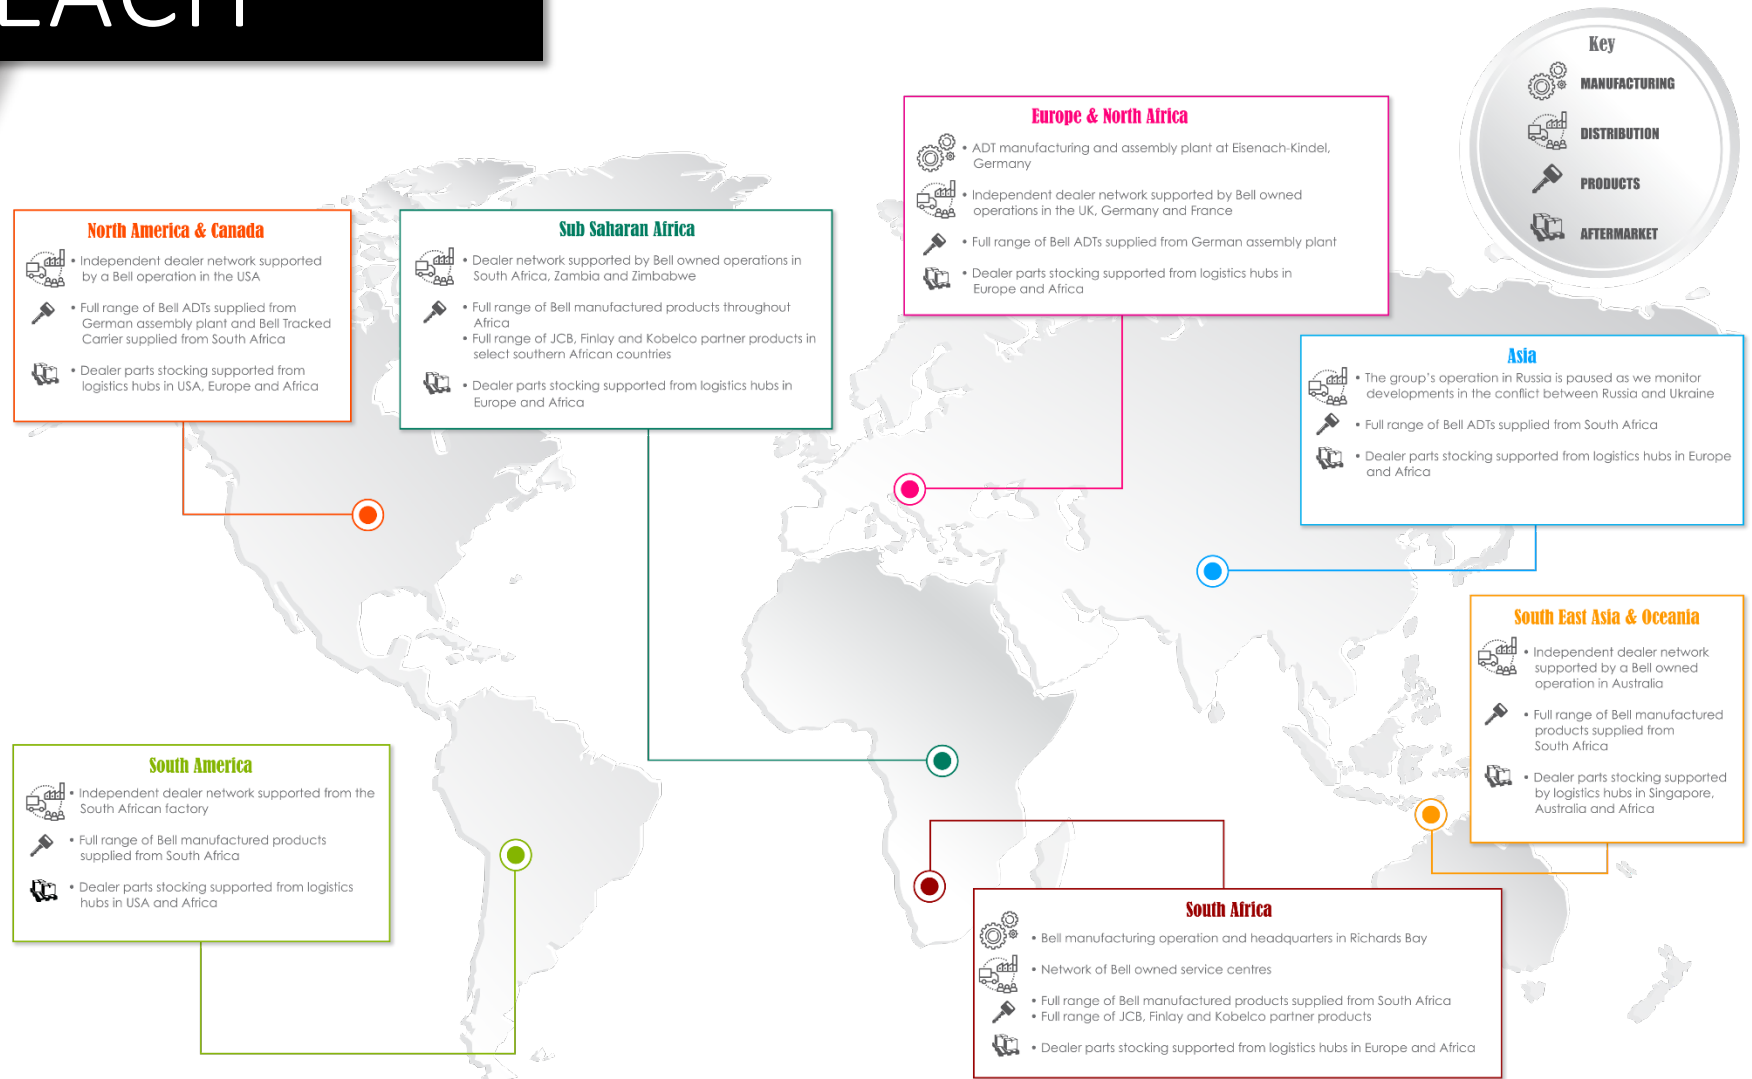 EACH
Key
MANUFACTURING
DISTRIBUTION
PRODUCTS
AFTERMARKET
Europe & North Africa
• ADT manufacturing and assembly plant at Eisenach-Kindel,
Germany
• Independent dealer network supported by Bell owned
operations in the UK, Germany and France
• Full range of Bell ADTs supplied from German assembly plant
• Dealer parts stocking supported from logistics hubs in
Europe and Africa
North America & Canada
• Independent dealer network supported
by a Bell operation in the USA
• Full range of Bell ADTs supplied from
German assembly plant and Bell Tracked
Carrier supplied from South Africa
• Dealer parts stocking supported from
logistics hubs in USA, Europe and Africa
Sub Saharan Africa
• Dealer network supported by Bell owned operations in
South Africa, Zambia and Zimbabwe
• Full range of Bell manufactured products throughout
Africa
• Full range of JCB, Finlay and Kobelco partner products in
select southern African countries
• Dealer parts stocking supported from logistics hubs in
Europe and Africa
Asia
• The group's operation in Russia is paused as we monitor
developments in the conflict between Russia and Ukraine
• Full range of Bell ADTs supplied from South Africa
• Dealer parts stocking supported from logistics hubs in Europe
and Africa
South East Asia & Oceania
• Independent dealer network
supported by a Bell owned
operation in Australia
• Full range of Bell manufactured
products supplied from
South Africa
• Dealer parts stocking supported
by logistics hubs in Singapore,
Australia and Africa
South America
• Independent dealer network supported from the
South African factory
• Full range of Bell manufactured products
supplied from South Africa
• Dealer parts stocking supported from logistics
hubs in USA and Africa
South Africa
• Bell manufacturing operation and headquarters in Richards Bay
• Network of Bell owned service centres
• Full range of Bell manufactured products supplied from South Africa
• Full range of JCB, Finlay and Kobelco partner products
• Dealer parts stocking supported from logistics hubs in Europe and Africa